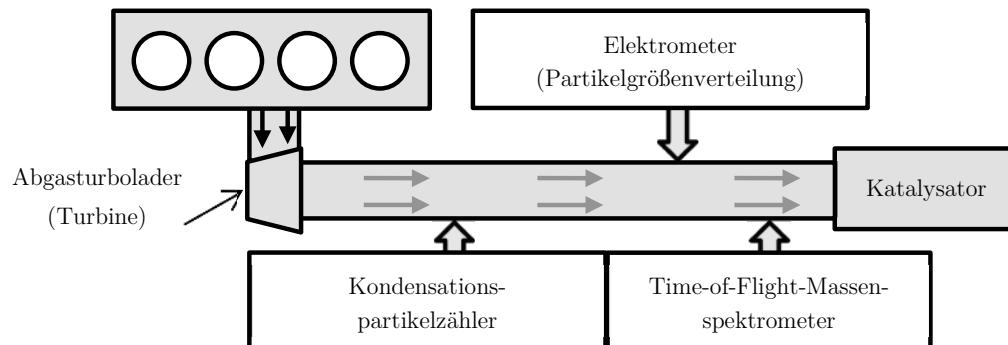 Elektrometer
(Partikelgrößenverteilung)
Abgasturbolader
(Turbine)
Katalysator
Kondensations-
partikelzähler
Time-of-Flight-Massen-
spektrometer